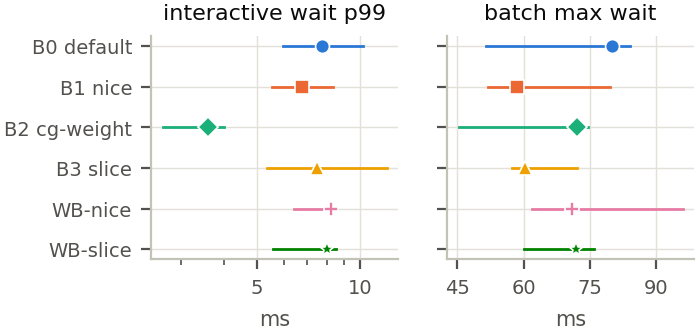 interactive wait p99
batch max wait
B0 default
B1 nice
B2 cg-weight
B3 slice
WB-nice
WB-slice
5 10
45 60 75 90
ms
ms